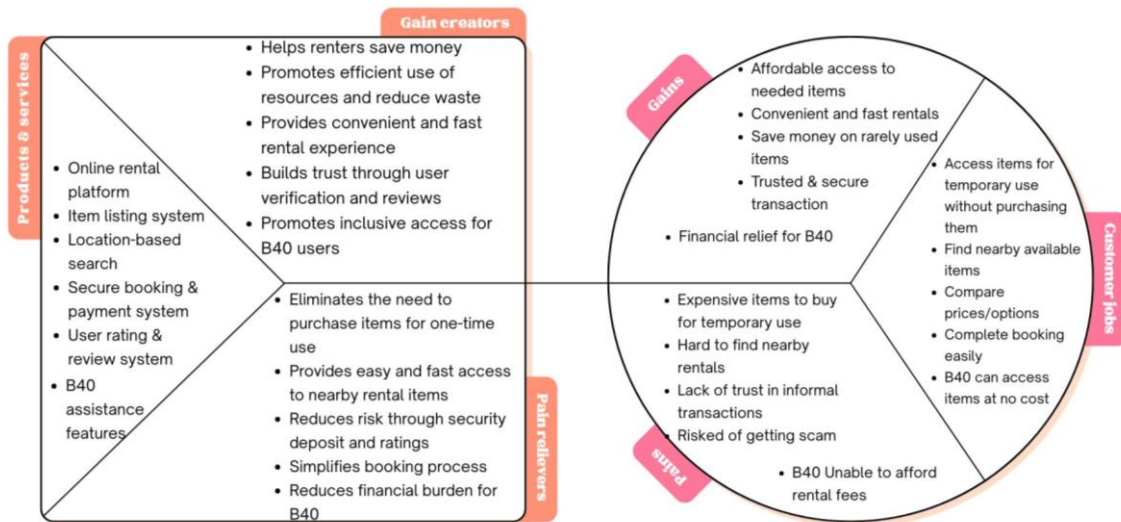 Gain creators
Products & services
• Helps renters save money
• Promotes efficient use of
resources and reduce waste
• Provides convenient and fast
rental experience
• Builds trust through user
verification and reviews
• Promotes inclusive access for
B40 users
• Online rental
platform
• Item listing system
• Location-based
search
• Secure booking &
payment system
• User rating &
review system
• B40
assistance
features
• Eliminates the need to
purchase items for one-time
use
• Provides easy and fast access
to nearby rental items
• Reduces risk through security
deposit and ratings
• Simplifies booking process
• Reduces financial burden for
B40
Pain relievers
Gains
• Affordable access to
needed items
• Convenient and fast rentals
• Save money on rarely used
items
• Trusted & secure
transaction
• Financial relief for B40
• Access items for
temporary use
without purchasing
them
• Find nearby available
items
• Compare
prices/options
• Complete booking
easily
• B40 can access
items at no cost
Customer jobs
• Expensive items to buy
for temporary use
• Hard to find nearby
rentals
• Lack of trust in informal
transactions
• Risked of getting scam
• B40 Unable to afford
rental fees
Pains